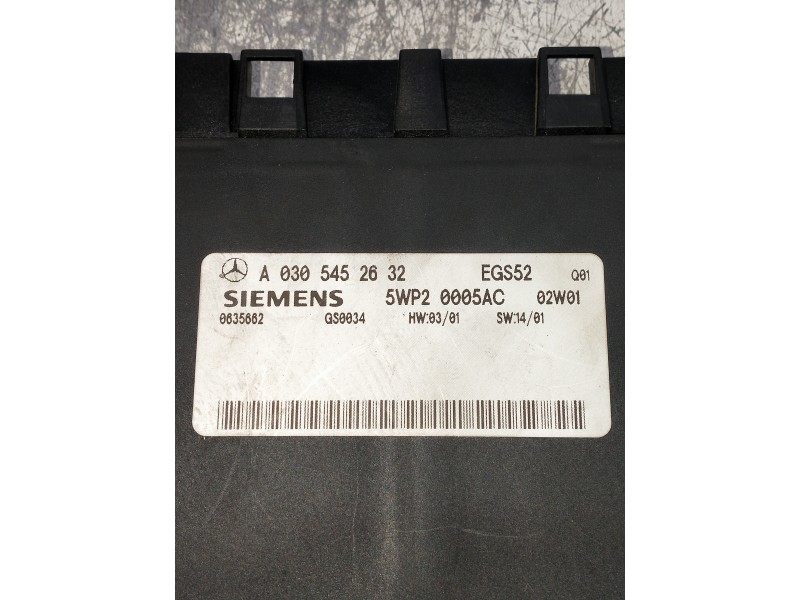 A 030 545 26 32 EGS52 Q01
SIEMENS 5WP2 0005AC 02W01
0635662 GS0034 HW:03/01 SW:14/01